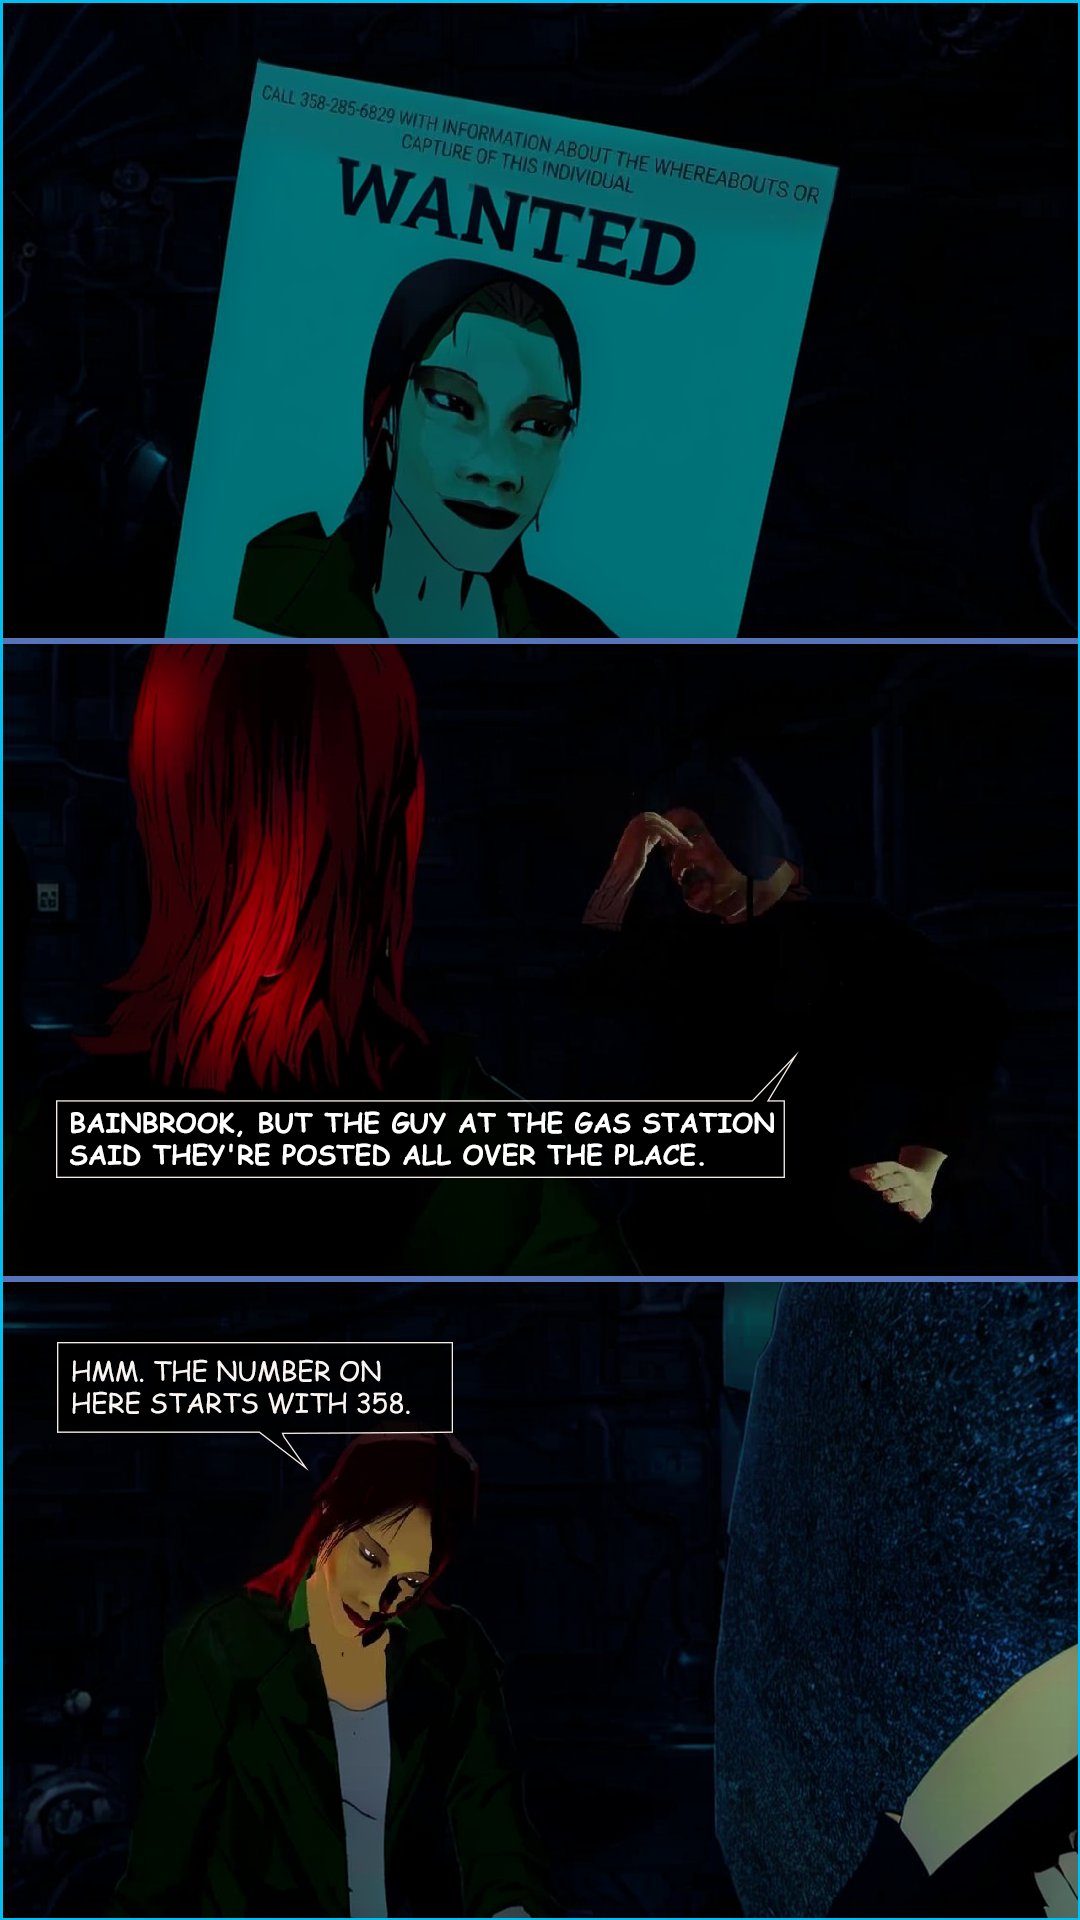 CALL 358-285-6829 WITH INFORMATION ABOUT THE WHEREABOUTS OR
CAPTURE OF THIS INDIVIDUAL
WANTED
BAINBROOK, BUT THE GUY AT THE GAS STATION
SAID THEY'RE POSTED ALL OVER THE PLACE.
HMM. THE NUMBER ON
HERE STARTS WITH 358.